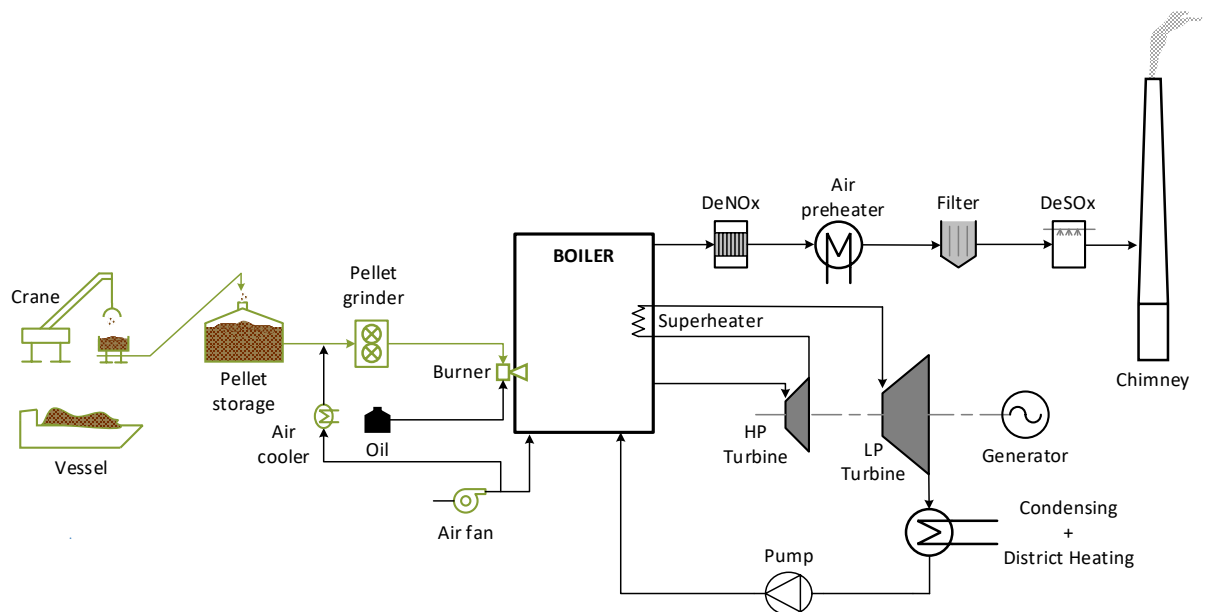 DeNOx
Air
preheater
Filter
DeSOx
BOILER
Crane
Pellet
grinder
Superheater
Burner
Chimney
Pellet
storage
Air
cooler
Oil
HP
Turbine
LP
Turbine
Generator
Vessel
Air fan
Condensing
+
District Heating
Pump